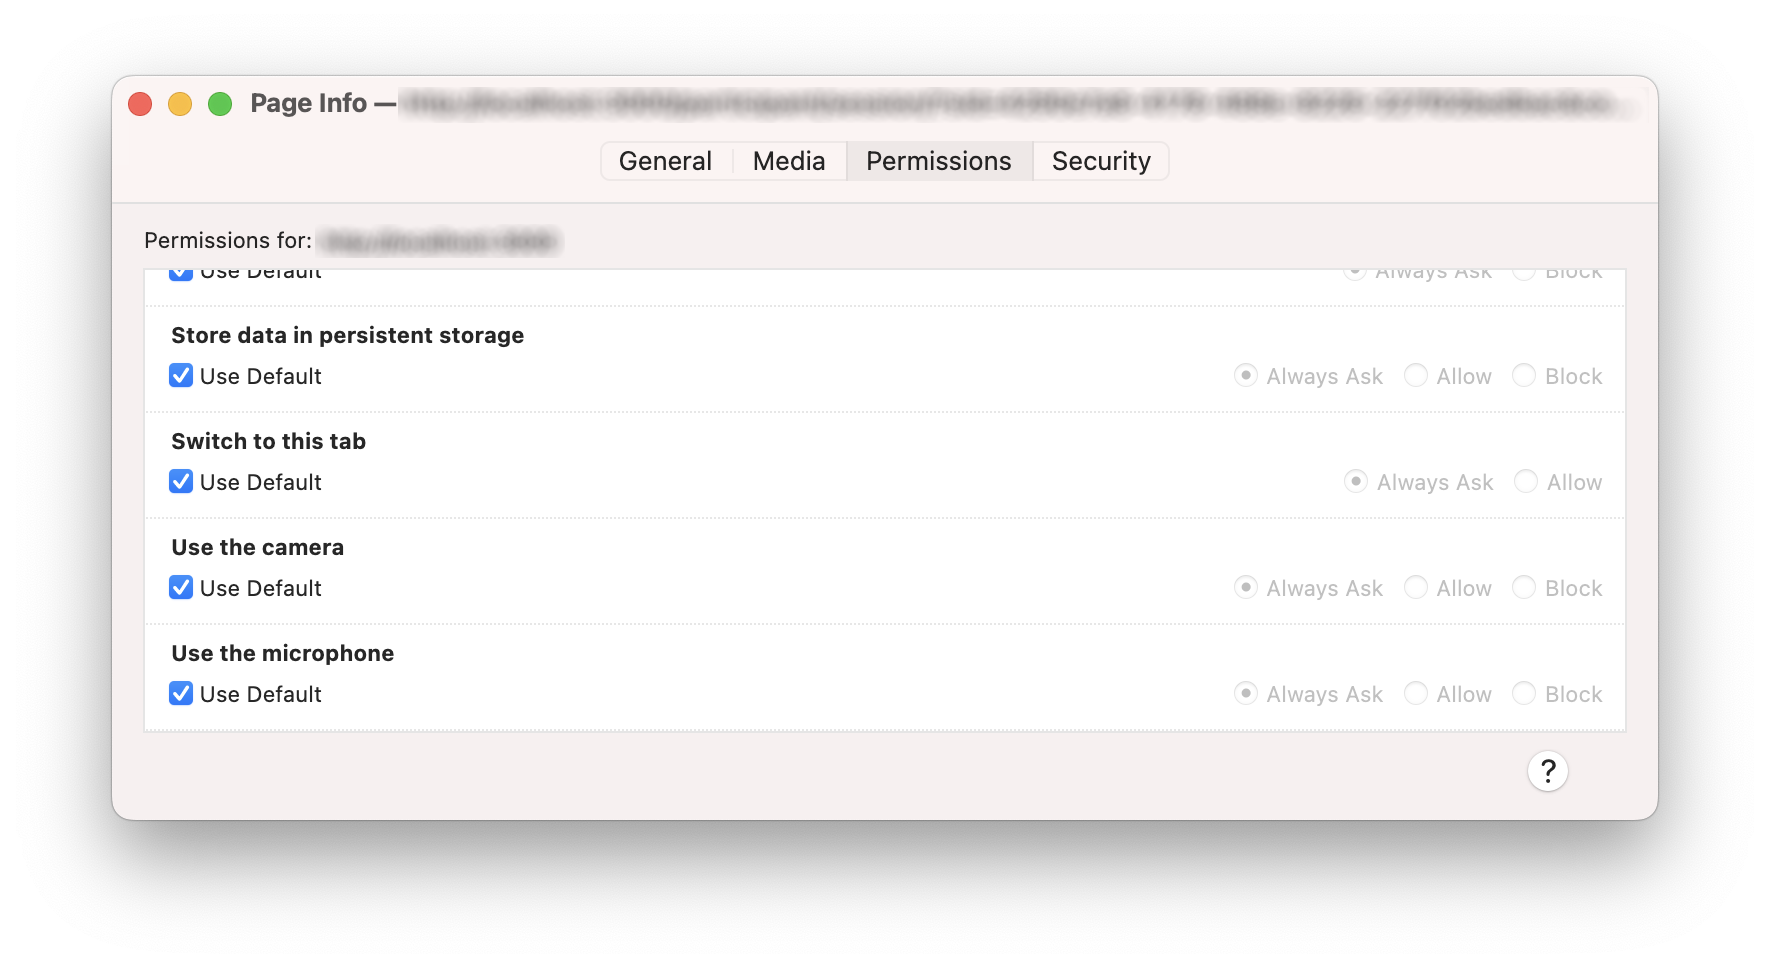 Page Info —
General Media Permissions Security
Permissions for:
Use Default Always Ask Block
Store data in persistent storage
Use Default Always Ask Allow Block
Switch to this tab
Use Default Always Ask Allow
Use the camera
Use Default Always Ask Allow Block
Use the microphone
Use Default Always Ask Allow Block
?